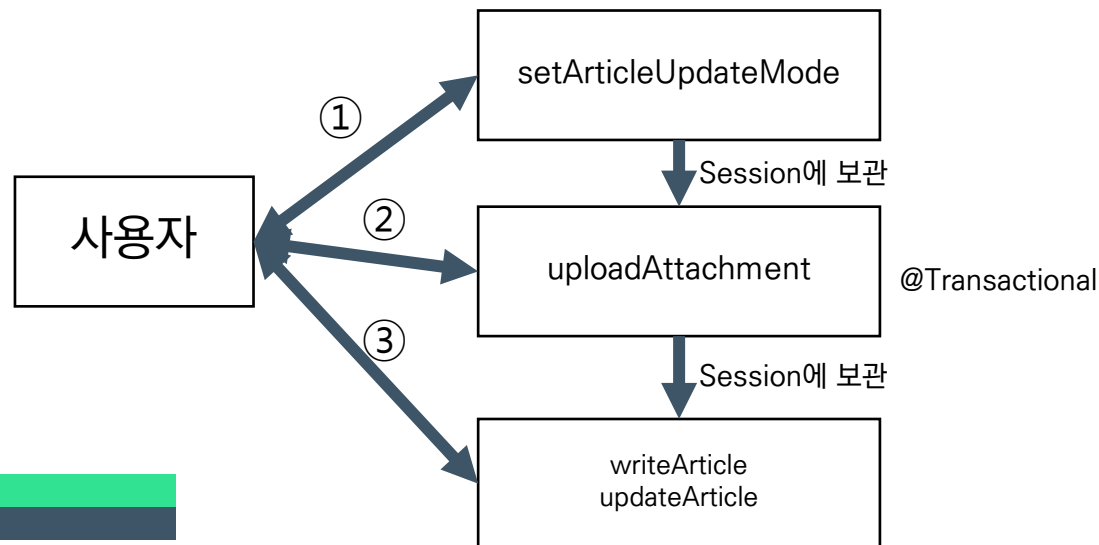 setArticleUpdateMode
①
Session에 보관
사용자
②
uploadAttachment
@Transactional
③
Session에 보관
writeArticle
updateArticle